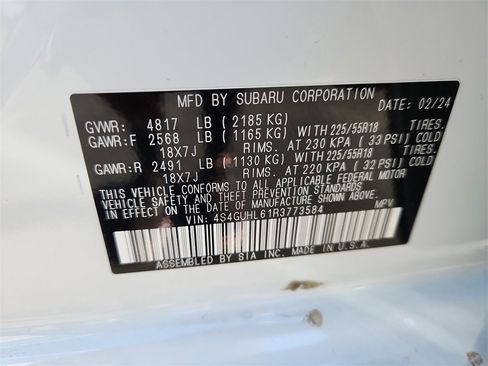 MFD BY SUBARU CORPORATION DATE: 02/24
GVWR: 4817 LB (2185 KG)
GAWR:F 2568 LB (1165 KG) WITH 225/55R18 TIRES.
18X7J RIMS. AT 230 KPA (33 PSI) COLD
GAWR:R 2491 LB (1130 KG) WITH 225/55R18 TIRES.
18X7J RIMS. AT 220 KPA (32 PSI) COLD
THIS VEHICLE CONFORMS TO ALL APPLICABLE FEDERAL MOTOR
VEHICLE SAFETY, BUMPER, AND THEFT PREVENTION STANDARDS
IN EFFECT ON THE DATE OF MANUFACTURE SHOWN ABOVE.
VIN: 4S4GUHL61R3773584 MPV
ASSEMBLED BY SIA INC. MADE IN U.S.A.